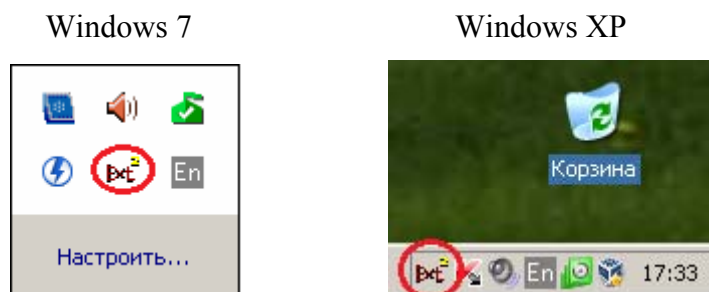 Windows 7
Windows XP
En
Настроить...
Корзина
En
17:33